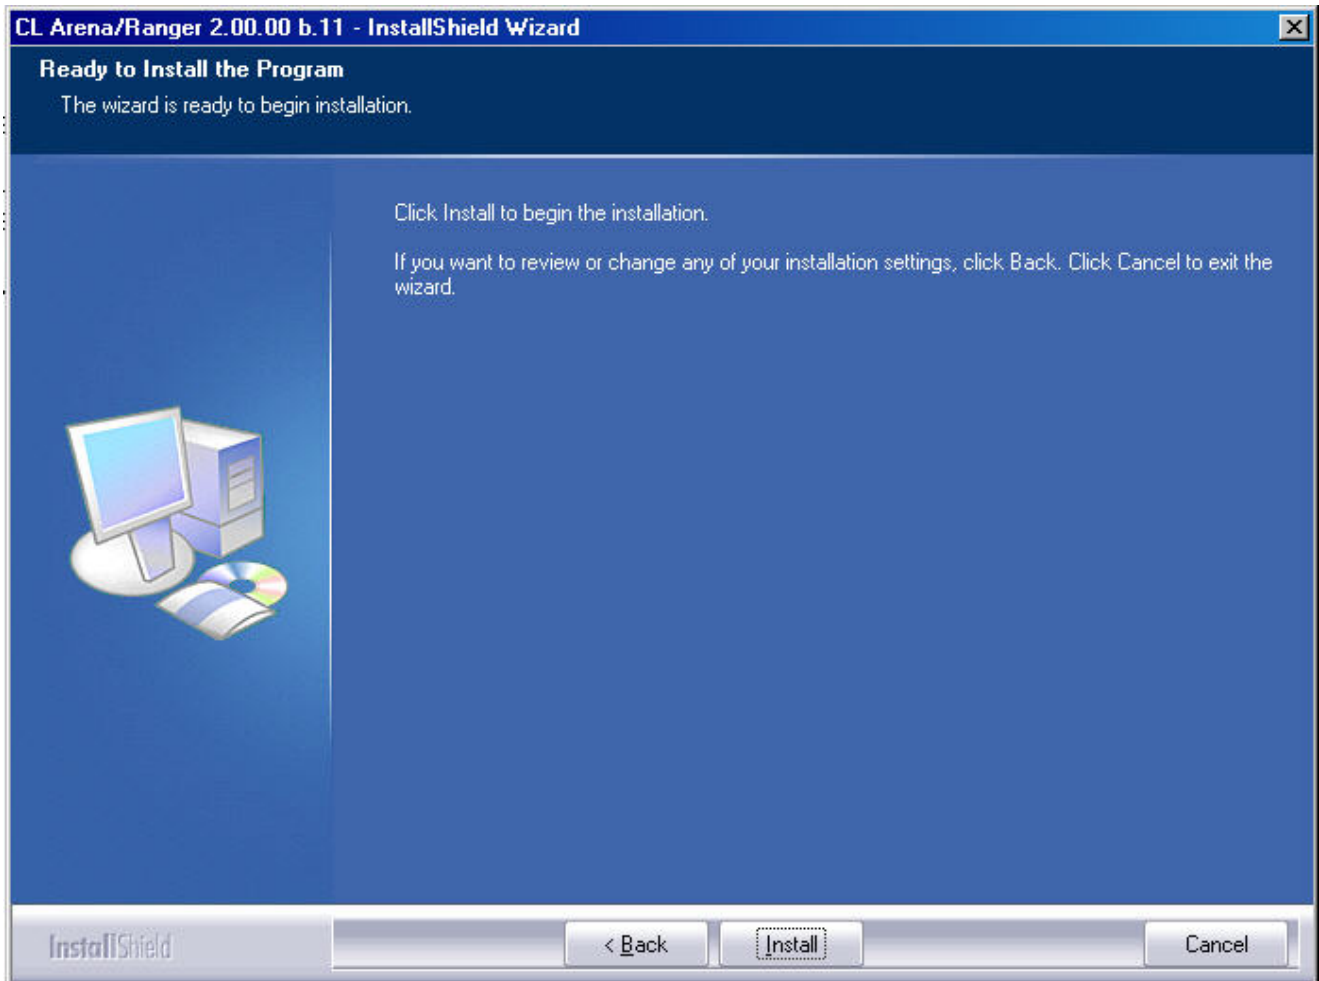 CL Arena/Ranger 2.00.00 b.11 - InstallShield Wizard
Ready to Install the Program
The wizard is ready to begin installation.
Click Install to begin the installation.
If you want to review or change any of your installation settings, click Back. Click Cancel to exit the
wizard.
InstallShield
< Back
Install
Cancel